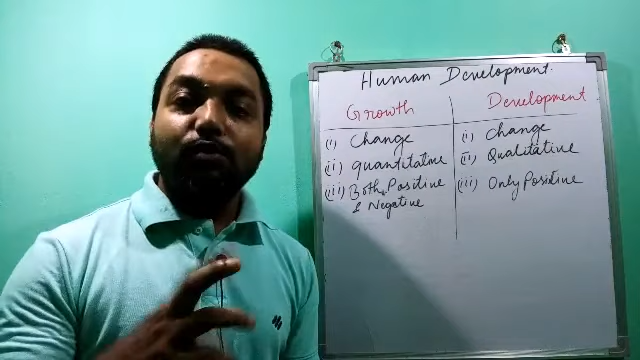 Human Development.
Growth Development
(i) Change (i) Change
(ii) quantitative (ii) Qualitative
(iii) Both Positive (iii) Only Positive
& Negative